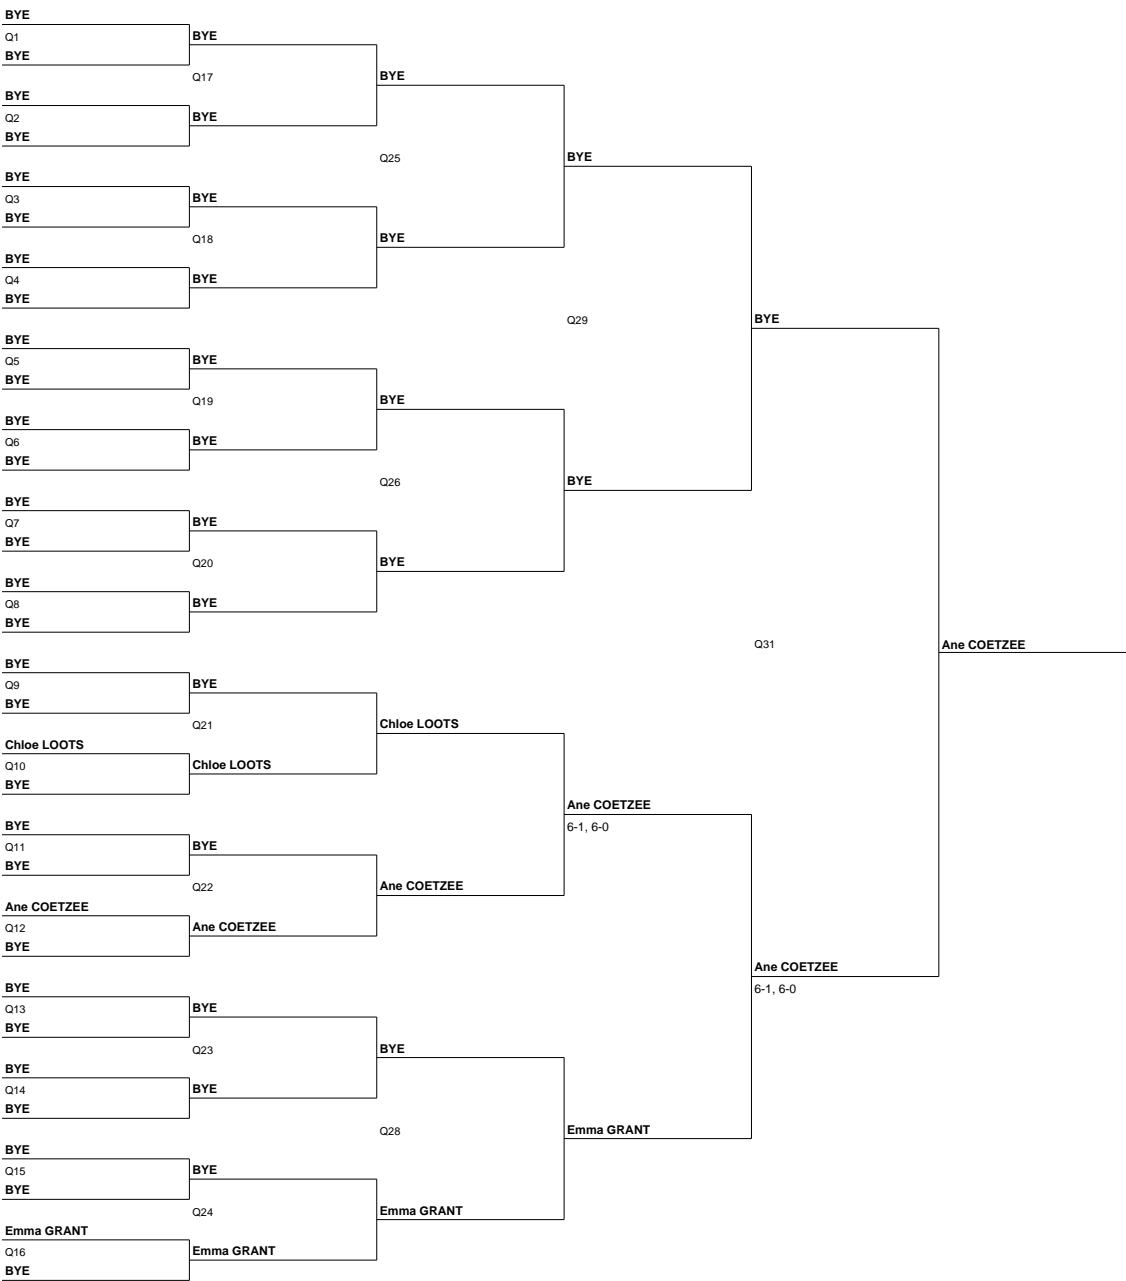 BYE
Q1
BYE
BYE
Q2
BYE
BYE
Q3
BYE
BYE
Q4
BYE
BYE
Q5
BYE
BYE
Q6
BYE
BYE
Q7
BYE
BYE
Q8
BYE
BYE
Q9
BYE
Chloe LOOTS
Q10
BYE
BYE
Q11
BYE
Ane COETZEE
Q12
BYE
BYE
Q13
BYE
BYE
Q14
BYE
BYE
Q15
BYE
Emma GRANT
Q16
BYE
BYE
Q17
BYE
BYE
Q18
BYE
BYE
Q19
BYE
BYE
Q20
BYE
BYE
Q21
Chloe LOOTS
BYE
Q22
Ane COETZEE
BYE
Q23
BYE
BYE
Q24
Emma GRANT
BYE
Q25
BYE
BYE
Q26
BYE
Chloe LOOTS
Ane COETZEE
BYE
Q28
Emma GRANT
BYE
Q29
BYE
Ane COETZEE
6-1, 6-0
Emma GRANT
BYE
Q31
Ane COETZEE
6-1, 6-0
Ane COETZEE